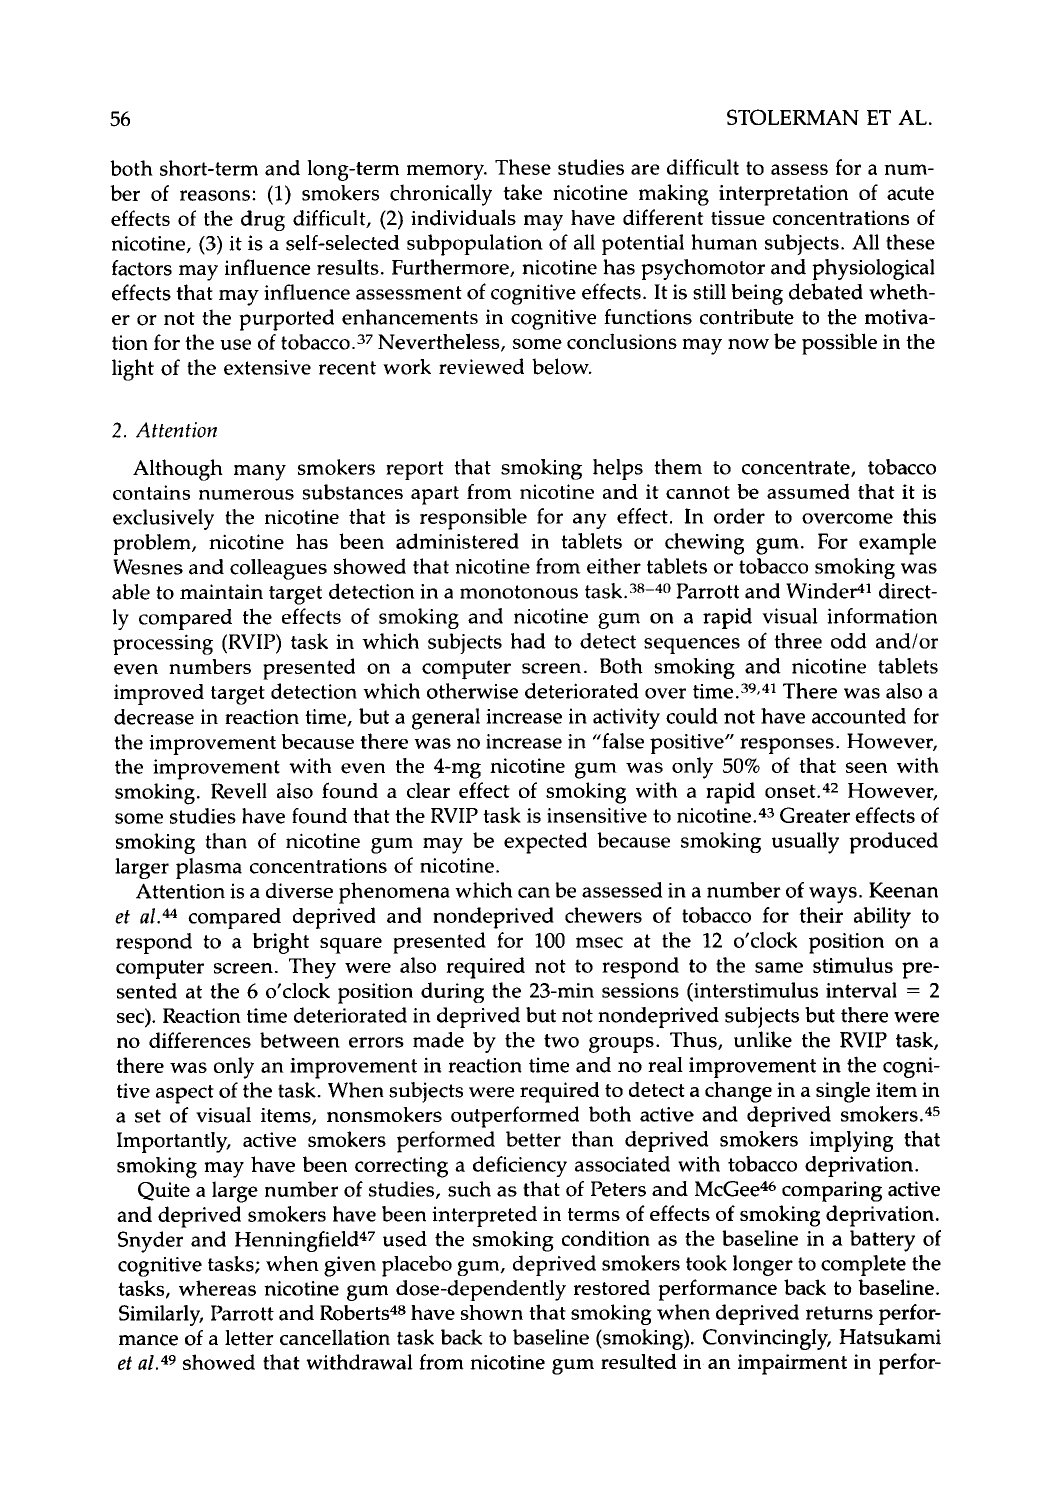 56 STOLERMAN ET AL.
both short-term and long-term memory. These studies are difficult to assess for a num-
ber of reasons: (1) smokers chronically take nicotine making interpretation of acute
effects of the drug difficult, (2) individuals may have different tissue concentrations of
nicotine, (3) it is a self-selected subpopulation of all potential human subjects. All these
factors may influence results. Furthermore, nicotine has psychomotor and physiological
effects that may influence assessment of cognitive effects. It is still being debated wheth-
er or not the purported enhancements in cognitive functions contribute to the motiva-
tion for the use of tobacco.37 Nevertheless, some conclusions may now be possible in the
light of the extensive recent work reviewed below.
2. Attention
Although many smokers report that smoking helps them to concentrate, tobacco
contains numerous substances apart from nicotine and it cannot be assumed that it is
exclusively the nicotine that is responsible for any effect. In order to overcome this
problem, nicotine has been administered in tablets or chewing gum. For example
Wesnes and colleagues showed that nicotine from either tablets or tobacco smoking was
able to maintain target detection in a monotonous task.38–40 Parrott and Winder41 direct-
ly compared the effects of smoking and nicotine gum on a rapid visual information
processing (RVIP) task in which subjects had to detect sequences of three odd and/or
even numbers presented on a computer screen. Both smoking and nicotine tablets
improved target detection which otherwise deteriorated over time.39,41 There was also a
decrease in reaction time, but a general increase in activity could not have accounted for
the improvement because there was no increase in "false positive" responses. However,
the improvement with even the 4-mg nicotine gum was only 50% of that seen with
smoking. Revell also found a clear effect of smoking with a rapid onset.42 However,
some studies have found that the RVIP task is insensitive to nicotine.43 Greater effects of
smoking than of nicotine gum may be expected because smoking usually produced
larger plasma concentrations of nicotine.
Attention is a diverse phenomena which can be assessed in a number of ways. Keenan
et al.44 compared deprived and nondeprived chewers of tobacco for their ability to
respond to a bright square presented for 100 msec at the 12 o'clock position on a
computer screen. They were also required not to respond to the same stimulus pre-
sented at the 6 o'clock position during the 23-min sessions (interstimulus interval = 2
sec). Reaction time deteriorated in deprived but not nondeprived subjects but there were
no differences between errors made by the two groups. Thus, unlike the RVIP task,
there was only an improvement in reaction time and no real improvement in the cogni-
tive aspect of the task. When subjects were required to detect a change in a single item in
a set of visual items, nonsmokers outperformed both active and deprived smokers.45
Importantly, active smokers performed better than deprived smokers implying that
smoking may have been correcting a deficiency associated with tobacco deprivation.
Quite a large number of studies, such as that of Peters and McGee46 comparing active
and deprived smokers have been interpreted in terms of effects of smoking deprivation.
Snyder and Henningfield47 used the smoking condition as the baseline in a battery of
cognitive tasks; when given placebo gum, deprived smokers took longer to complete the
tasks, whereas nicotine gum dose-dependently restored performance back to baseline.
Similarly, Parrott and Roberts48 have shown that smoking when deprived returns perfor-
mance of a letter cancellation task back to baseline (smoking). Convincingly, Hatsukami
et al.49 showed that withdrawal from nicotine gum resulted in an impairment in perfor-